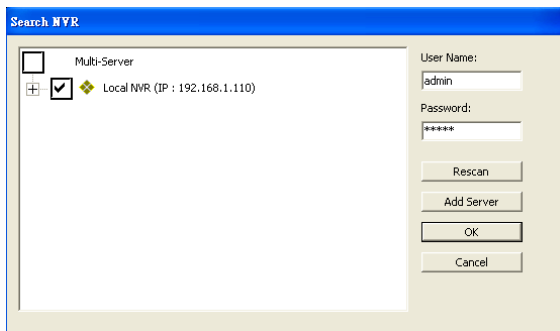 Search NVR
Multi-Server
Local NVR (IP : 192.168.1.110)
User Name:
admin
Password:
*****
Rescan
Add Server
OK
Cancel